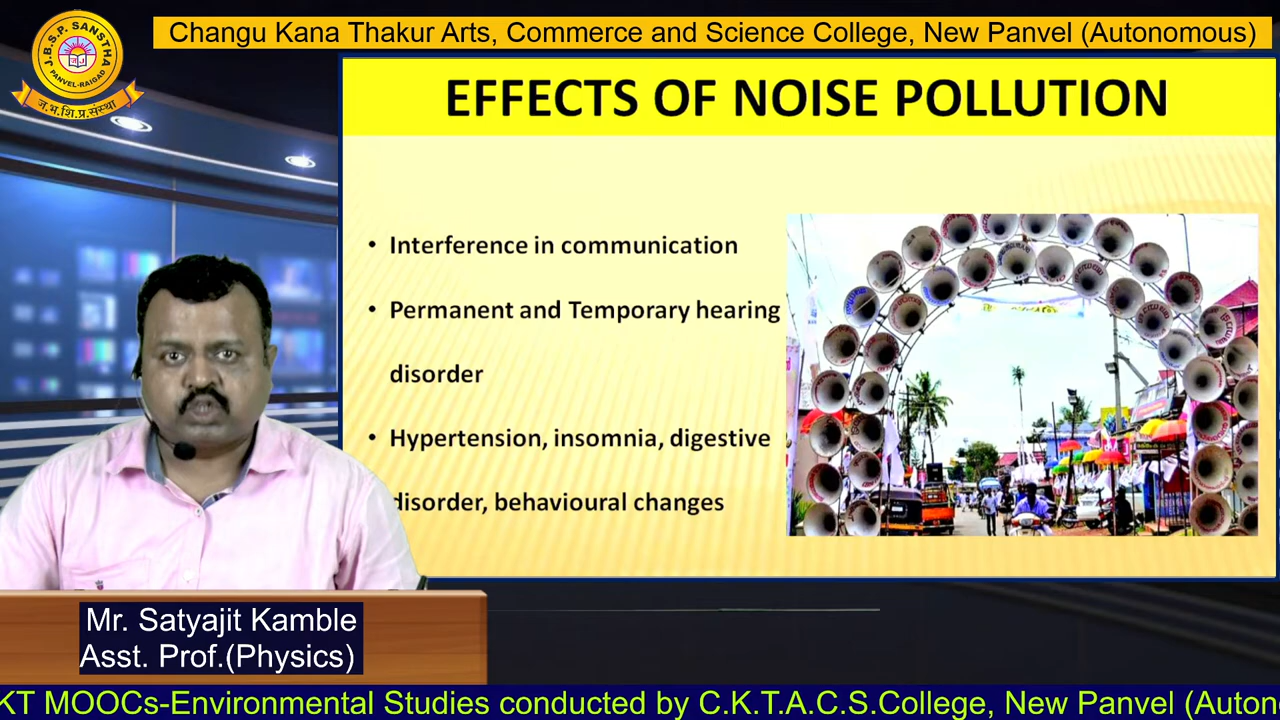 Changu Kana Thakur Arts, Commerce and Science College, New Panvel (Autonomous)
J.B.S.P. SANSTHA
PANVEL-RAIGAD
ज.भ.शि.प्र.संस्था
EFFECTS OF NOISE POLLUTION
• Interference in communication
• Permanent and Temporary hearing
disorder
• Hypertension, insomnia, digestive
disorder, behavioural changes
Mr. Satyajit Kamble
Asst. Prof.(Physics)
KT MOOCs-Environmental Studies conducted by C.K.T.A.C.S.College, New Panvel (Auton